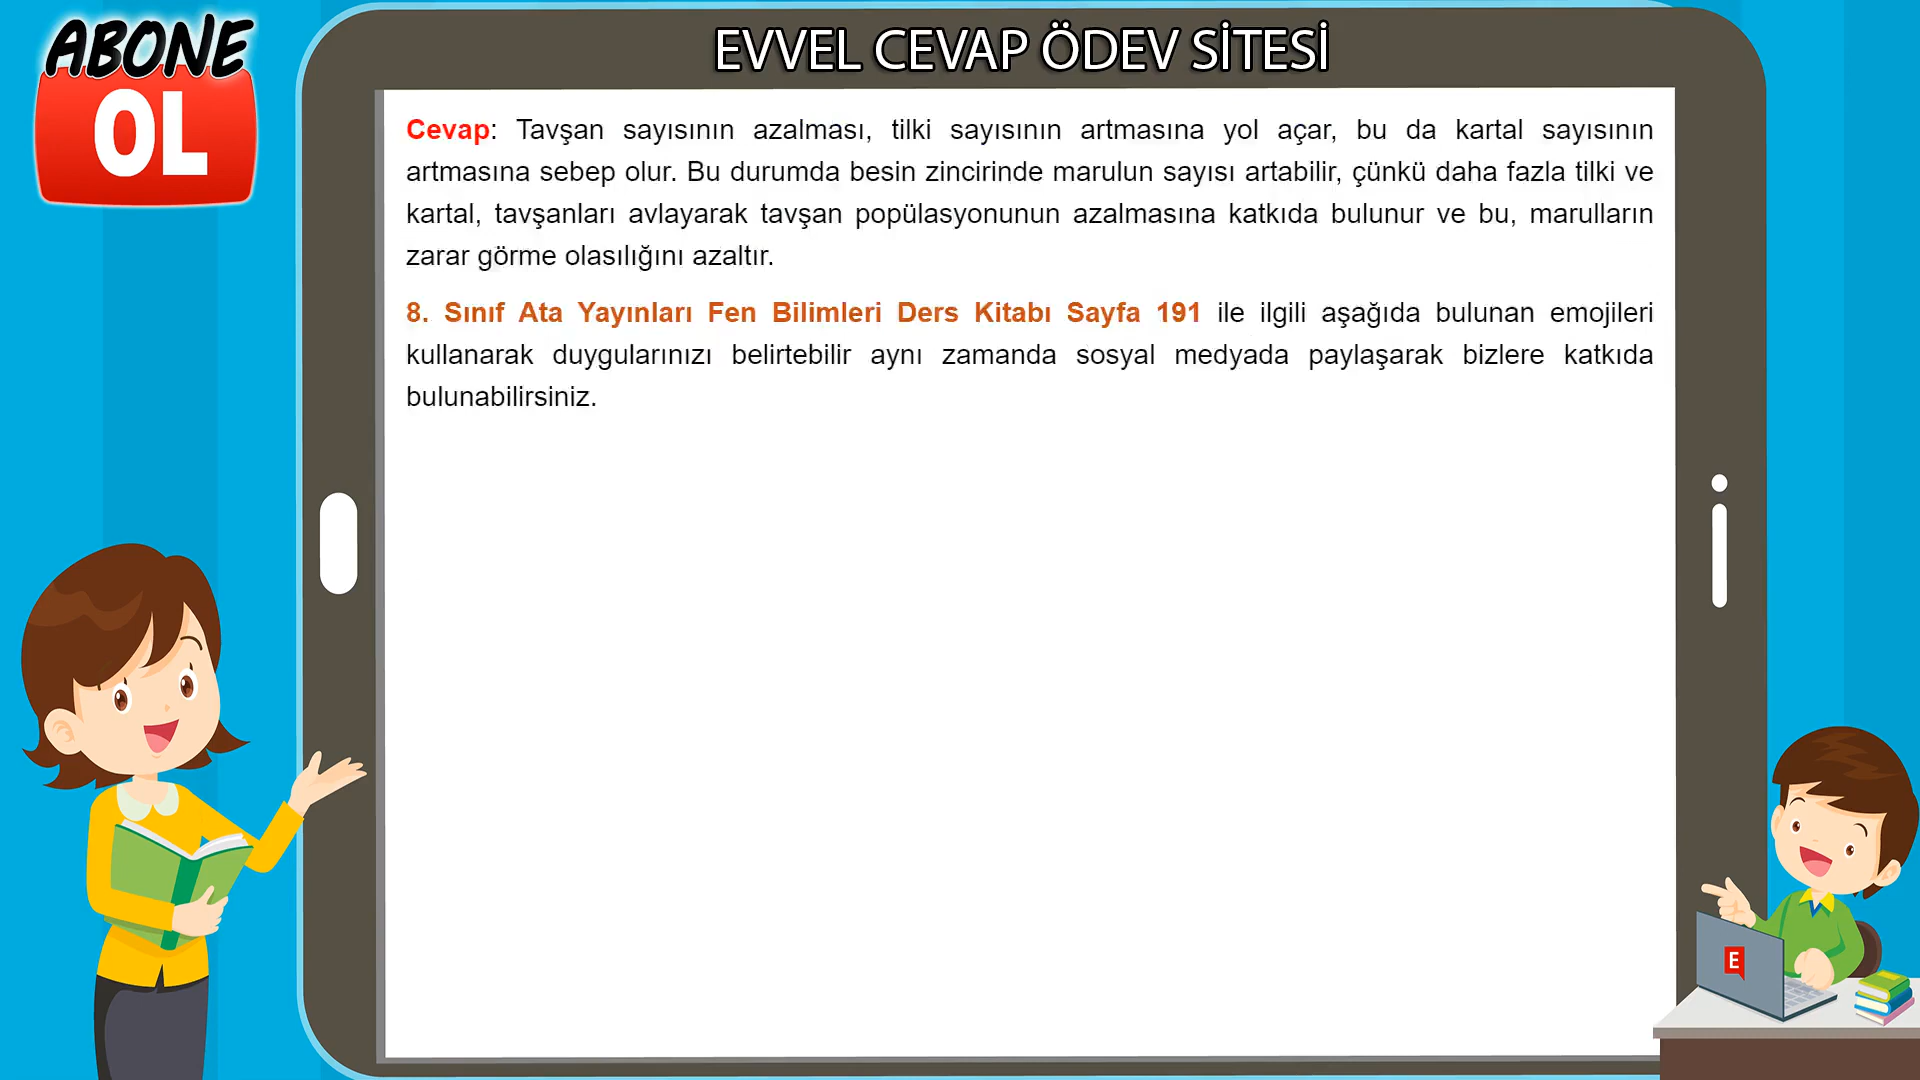 ABONE
OL
EVVEL CEVAP ÖDEV SİTESİ
Cevap: Tavşan sayısının azalması, tilki sayısının artmasına yol açar, bu da kartal sayısının
artmasına sebep olur. Bu durumda besin zincirinde marulun sayısı artabilir, çünkü daha fazla tilki ve
kartal, tavşanları avlayarak tavşan popülasyonunun azalmasına katkıda bulunur ve bu, marulların
zarar görme olasılığını azaltır.
8. Sınıf Ata Yayınları Fen Bilimleri Ders Kitabı Sayfa 191 ile ilgili aşağıda bulunan emojileri
kullanarak duygularınızı belirtebilir aynı zamanda sosyal medyada paylaşarak bizlere katkıda
bulunabilirsiniz.
E